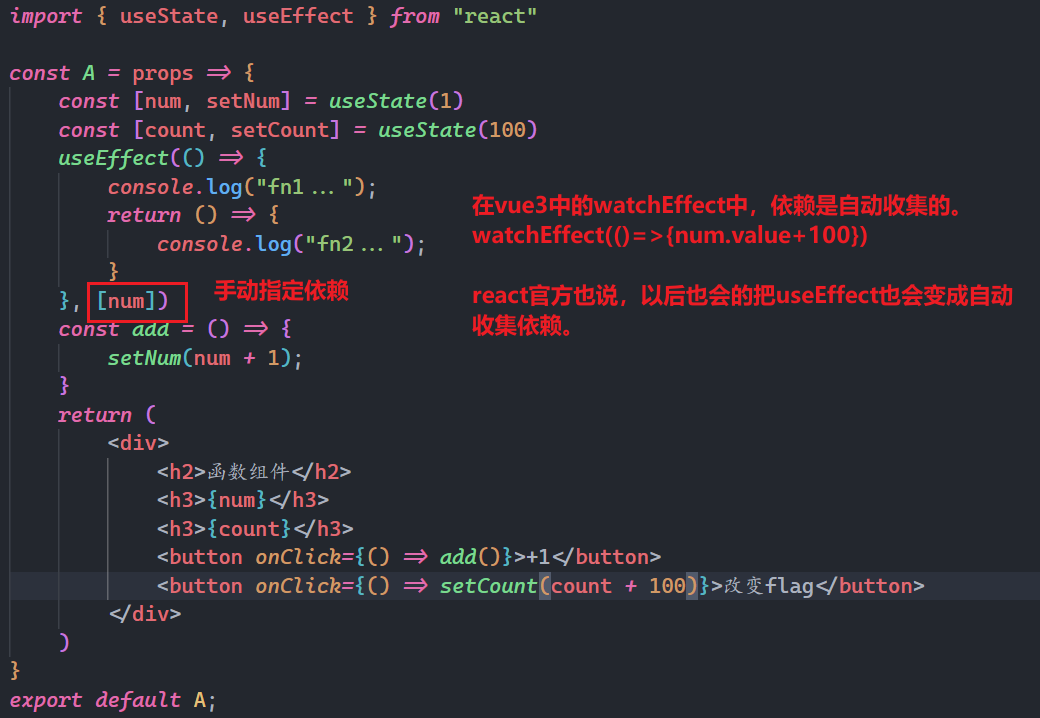 import { useState, useEffect } from "react"
const A = props => {
const [num, setNum] = useState(1)
const [count, setCount] = useState(100)
useEffect(() => {
console.log("fn1...");
return () => {
console.log("fn2...");
}
}, [num])
手动指定依赖
在vue3中的watchEffect中，依赖是自动收集的。
watchEffect(()=>{num.value+100})
react官方也说，以后也会的把useEffect也会变成自动
收集依赖。
const add = () => {
setNum(num + 1);
}
return (
<div>
<h2>函数组件</h2>
<h3>{num}</h3>
<h3>{count}</h3>
<button onClick={() => add()}>+1</button>
<button onClick={() => setCount(count + 100)}>改变flag</button>
</div>
)
}
export default A;